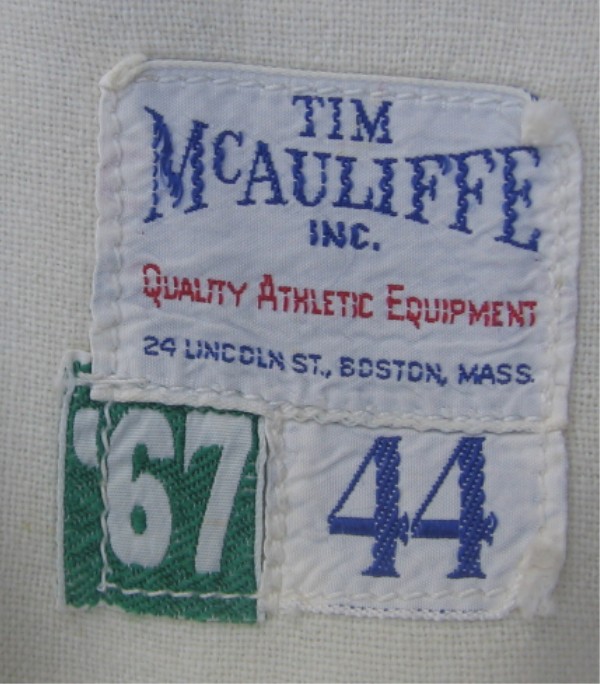 TIM
McAULIFFE
INC.
QUALITY ATHLETIC EQUIPMENT
24 LINCOLN ST., BOSTON, MASS.
'67 44